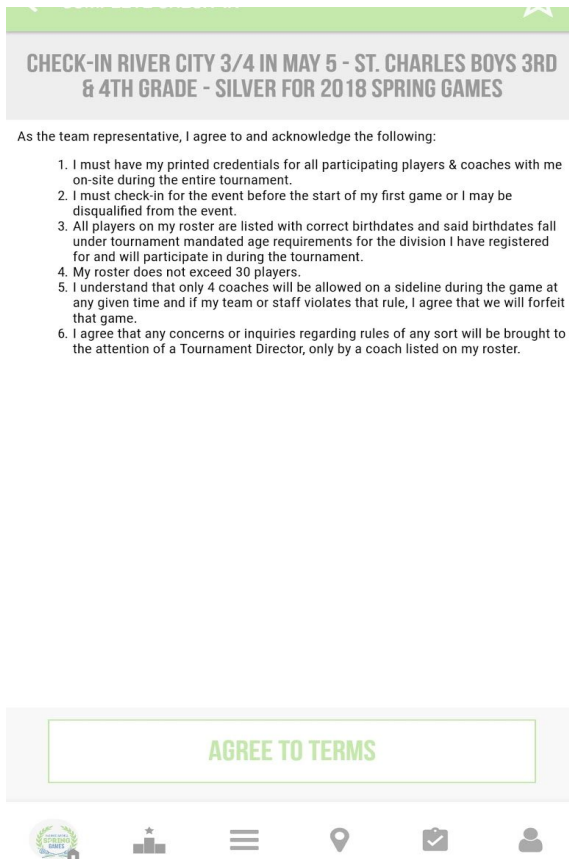 CHECK-IN RIVER CITY 3/4 IN MAY 5 - ST. CHARLES BOYS 3RD
& 4TH GRADE - SILVER FOR 2018 SPRING GAMES
As the team representative, I agree to and acknowledge the following:
1. I must have my printed credentials for all participating players & coaches with me
on-site during the entire tournament.
2. I must check-in for the event before the start of my first game or I may be
disqualified from the event.
3. All players on my roster are listed with correct birthdates and said birthdates fall
under tournament mandated age requirements for the division I have registered
for and will participate in during the tournament.
4. My roster does not exceed 30 players.
5. I understand that only 4 coaches will be allowed on a sideline during the game at
any given time and if my team or staff violates that rule, I agree that we will forfeit
that game.
6. I agree that any concerns or inquiries regarding rules of any sort will be brought to
the attention of a Tournament Director, only by a coach listed on my roster.
AGREE TO TERMS
SPRING
GAMES